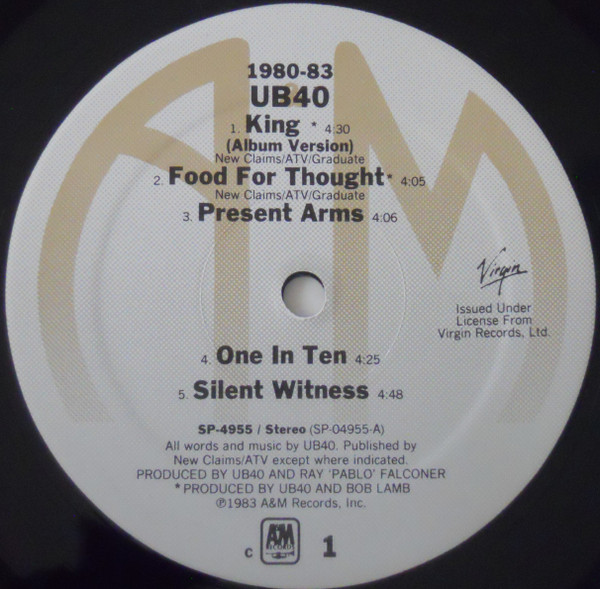 1980-83
UB40
1. King * 4:30
(Album Version)
New Claims/ATV/Graduate
2. Food For Thought * 4:05
New Claims/ATV/Graduate
3. Present Arms 4:06
Virgin
Issued Under
License From
Virgin Records, Ltd.
4. One In Ten 4:25
5. Silent Witness 4:48
SP-4955 / Stereo (SP-04955-A)
All words and music by UB40. Published by
New Claims/ATV except where indicated.
PRODUCED BY UB40 AND RAY 'PABLO' FALCONER
*PRODUCED BY UB40 AND BOB LAMB
℗1983 A&M Records, Inc.
C A&M RECORDS 1